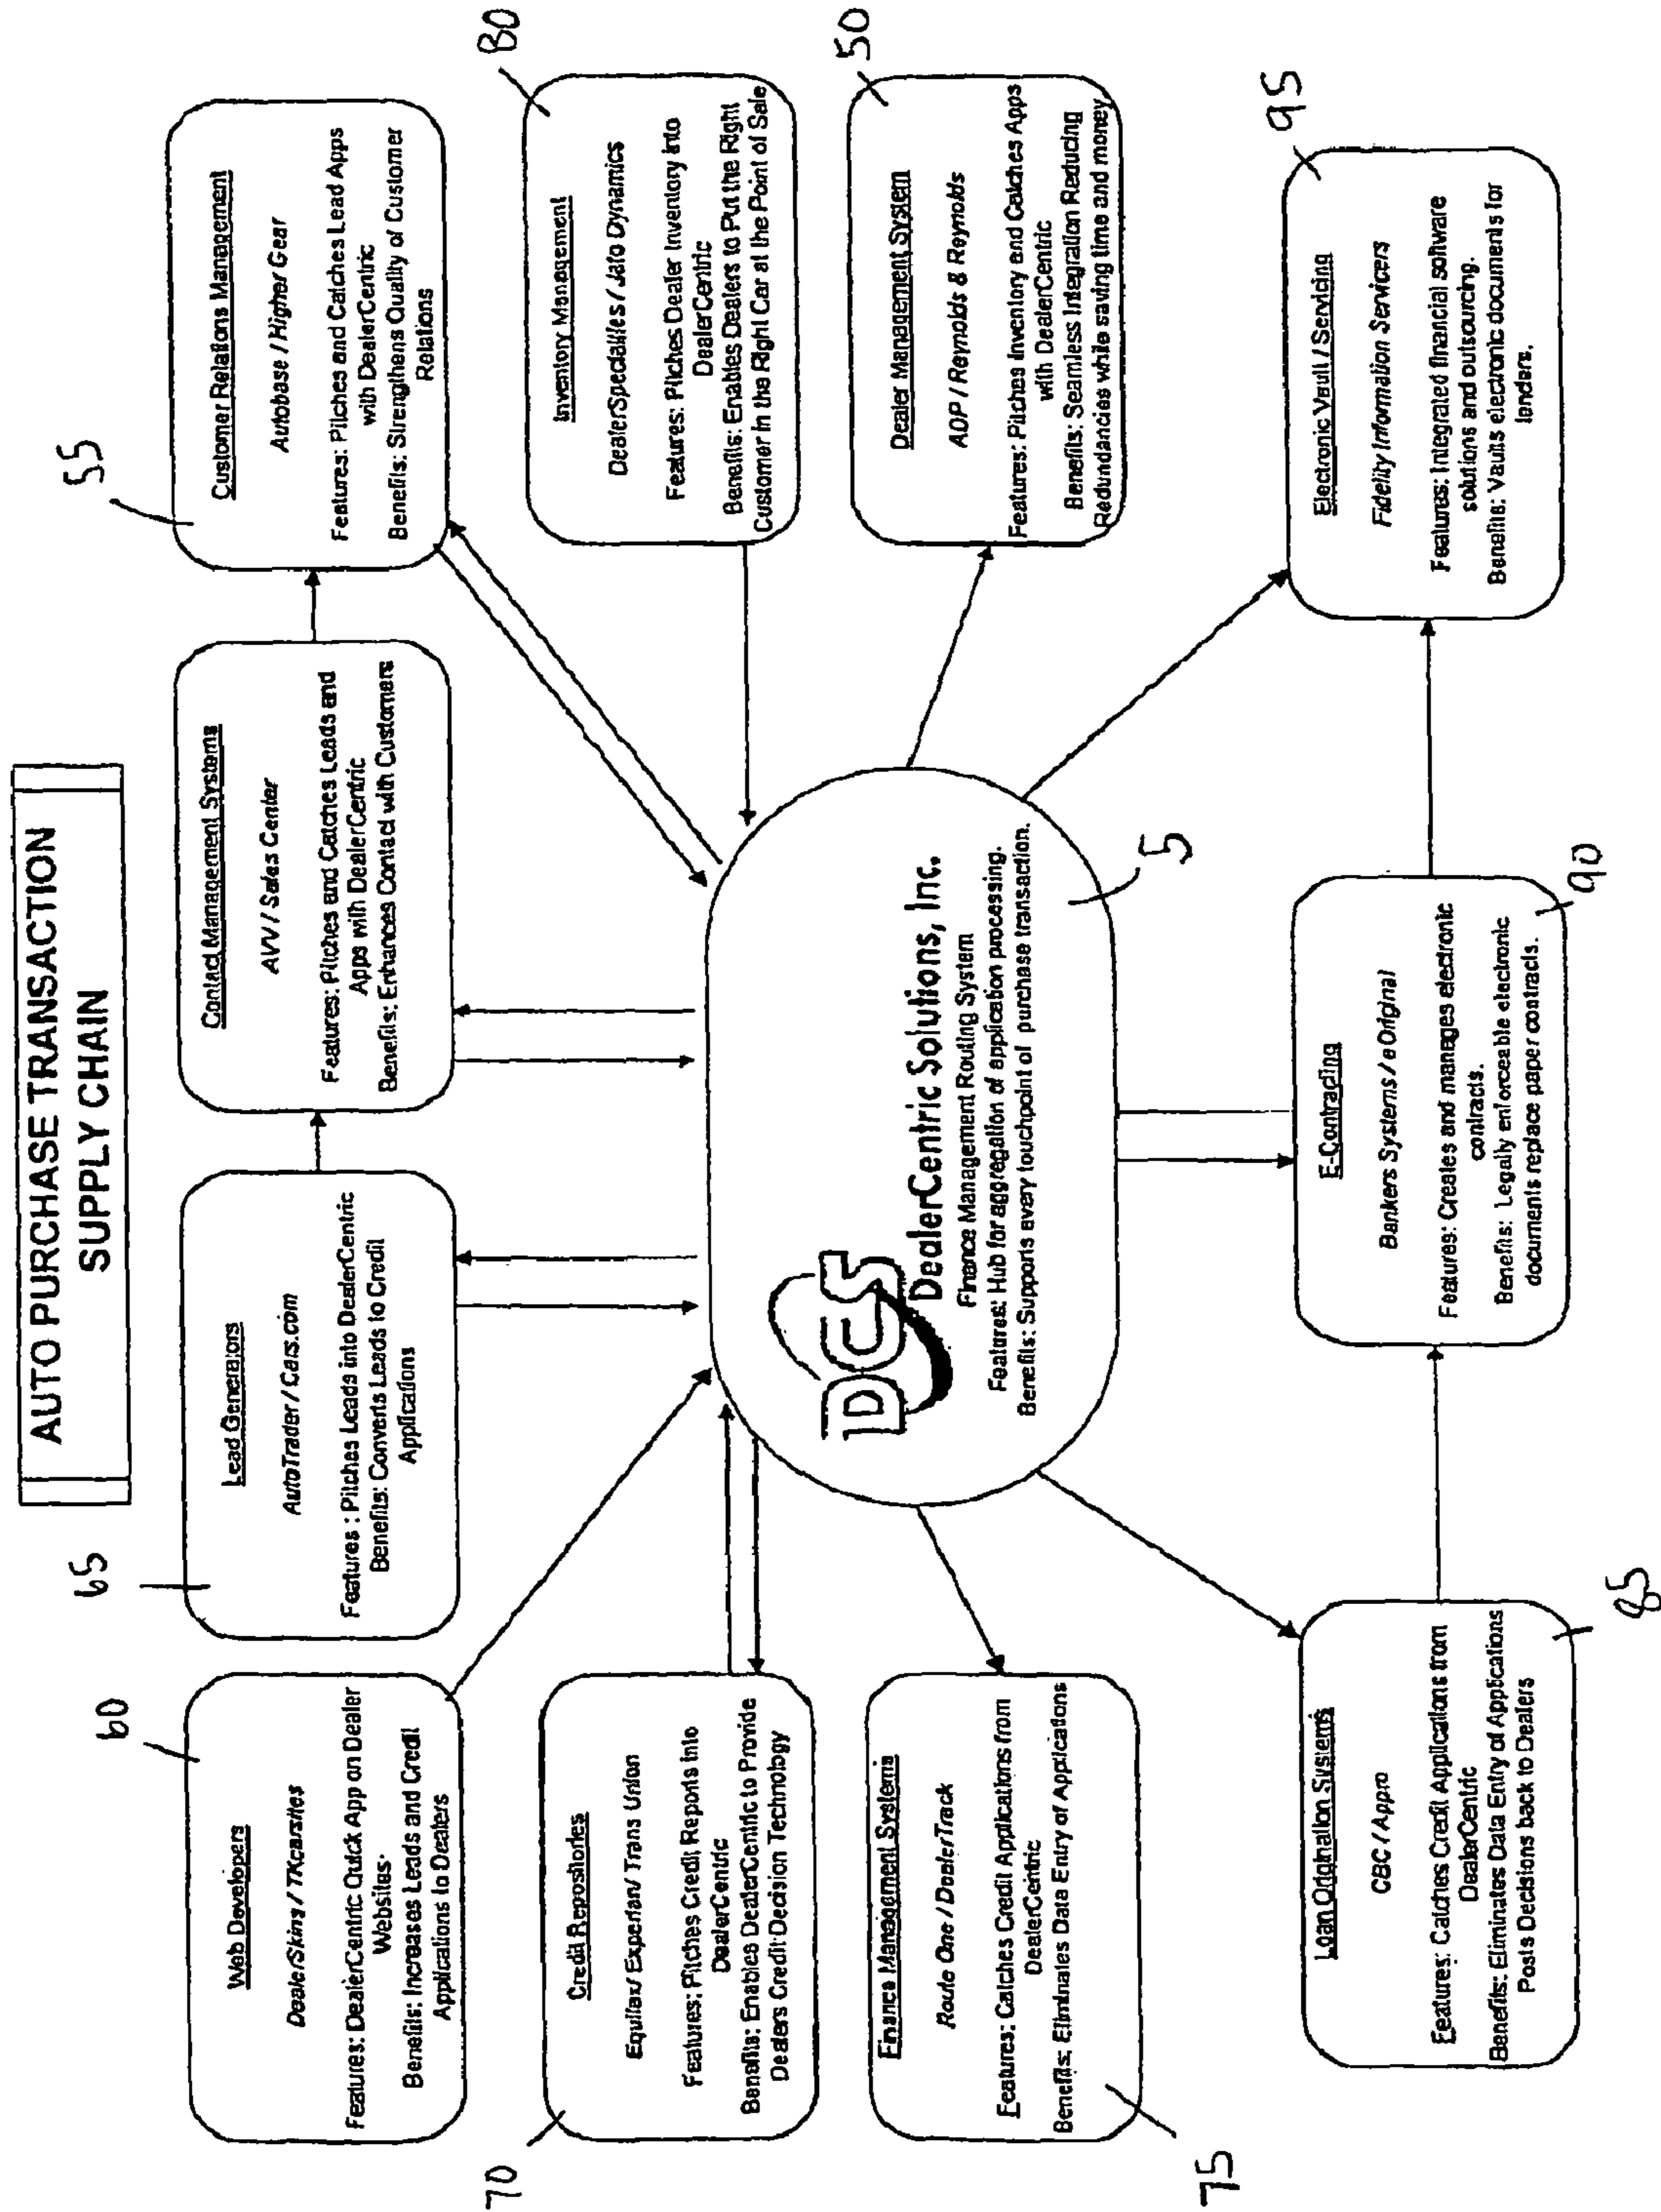 AUTO PURCHASE TRANSACTION
SUPPLY CHAIN
60
Web Developers
DealerSkins / TKcarsites
Features: DealerCentric Quick App on Dealer
Websites.
Benefits: Increases Leads and Credit
Applications to Dealers
65
Lead Generators
AutoTrader / Cars.com
Features : Pitches Leads into DealerCentric
Benefits: Converts Leads to Credit
Applications
Contact Management Systems
AVV / Sales Center
Features: Pitches and Catches Leads and
Apps with DealerCentric
Benefits: Enhances Contact with Customers
55
Customer Relations Management
Autobase / Higher Gear
Features: Pitches and Catches Lead Apps
with DealerCentric
Benefits: Strengthens Quality of Customer
Relations
70
Credit Repositories
Equifax/ Experian/ Trans Union
Features: Pitches Credit Reports into
DealerCentric
Benefits: Enables DealerCentric to Provide
Dealers Credit Decision Technology
80
Inventory Management
DealerSpecialties / Jato Dynamics
Features: Pitches Dealer Inventory into
DealerCentric
Benefits: Enables Dealers to Put the Right
Customer in the Right Car at the Point of Sale
DCS
DealerCentric Solutions, Inc.
Finance Management Routing System
Features: Hub for aggregation of application processing.
Benefits: Supports every touchpoint of purchase transaction.
5
75
Finance Management Systems
Route One / DealerTrack
Features: Catches Credit Applications from
DealerCentric
Benefits: Eliminates Data Entry of Applications
50
Dealer Management System
ADP / Reynolds & Reynolds
Features: Pitches Inventory and Catches Apps
with DealerCentric
Benefits: Seamless Integration Reducing
Redundancies while saving time and money
85
Loan Origination Systems
CBC / Appro
Features: Catches Credit Applications from
DealerCentric
Benefits: Eliminates Data Entry of Applications
Posts Decisions back to Dealers
90
E-Contracting
Bankers Systems / eOriginal
Features: Creates and manages electronic
contracts.
Benefits: Legally enforceable electronic
documents replace paper contracts.
95
Electronic Vault / Servicing
Fidelity Information Servicers
Features: Integrated financial software
solutions and outsourcing.
Benefits: Vaults electronic documents for
lenders.